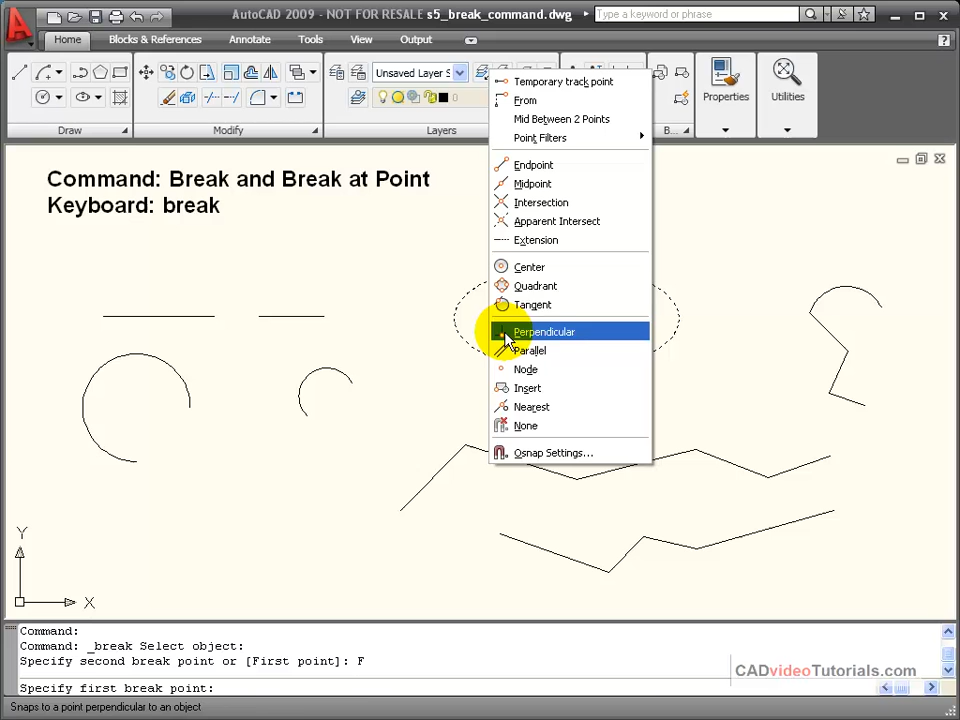 AutoCAD 2009 - NOT FOR RESALE s5_break_command.dwg
Type a keyword or phrase
Home Blocks & References Annotate Tools View Output
Unsaved Layer S
0
Properties
Utilities
Draw Modify Layers B...
Temporary track point
From
Mid Between 2 Points
Point Filters
Endpoint
Midpoint
Intersection
Apparent Intersect
Extension
Center
Quadrant
Tangent
Perpendicular
Parallel
Node
Insert
Nearest
None
Osnap Settings...
Command: Break and Break at Point
Keyboard: break
Y
X
Command:
Command: _break Select object:
Specify second break point or [First point]: F
Specify first break point:
CADvideoTutorials.com
Snaps to a point perpendicular to an object